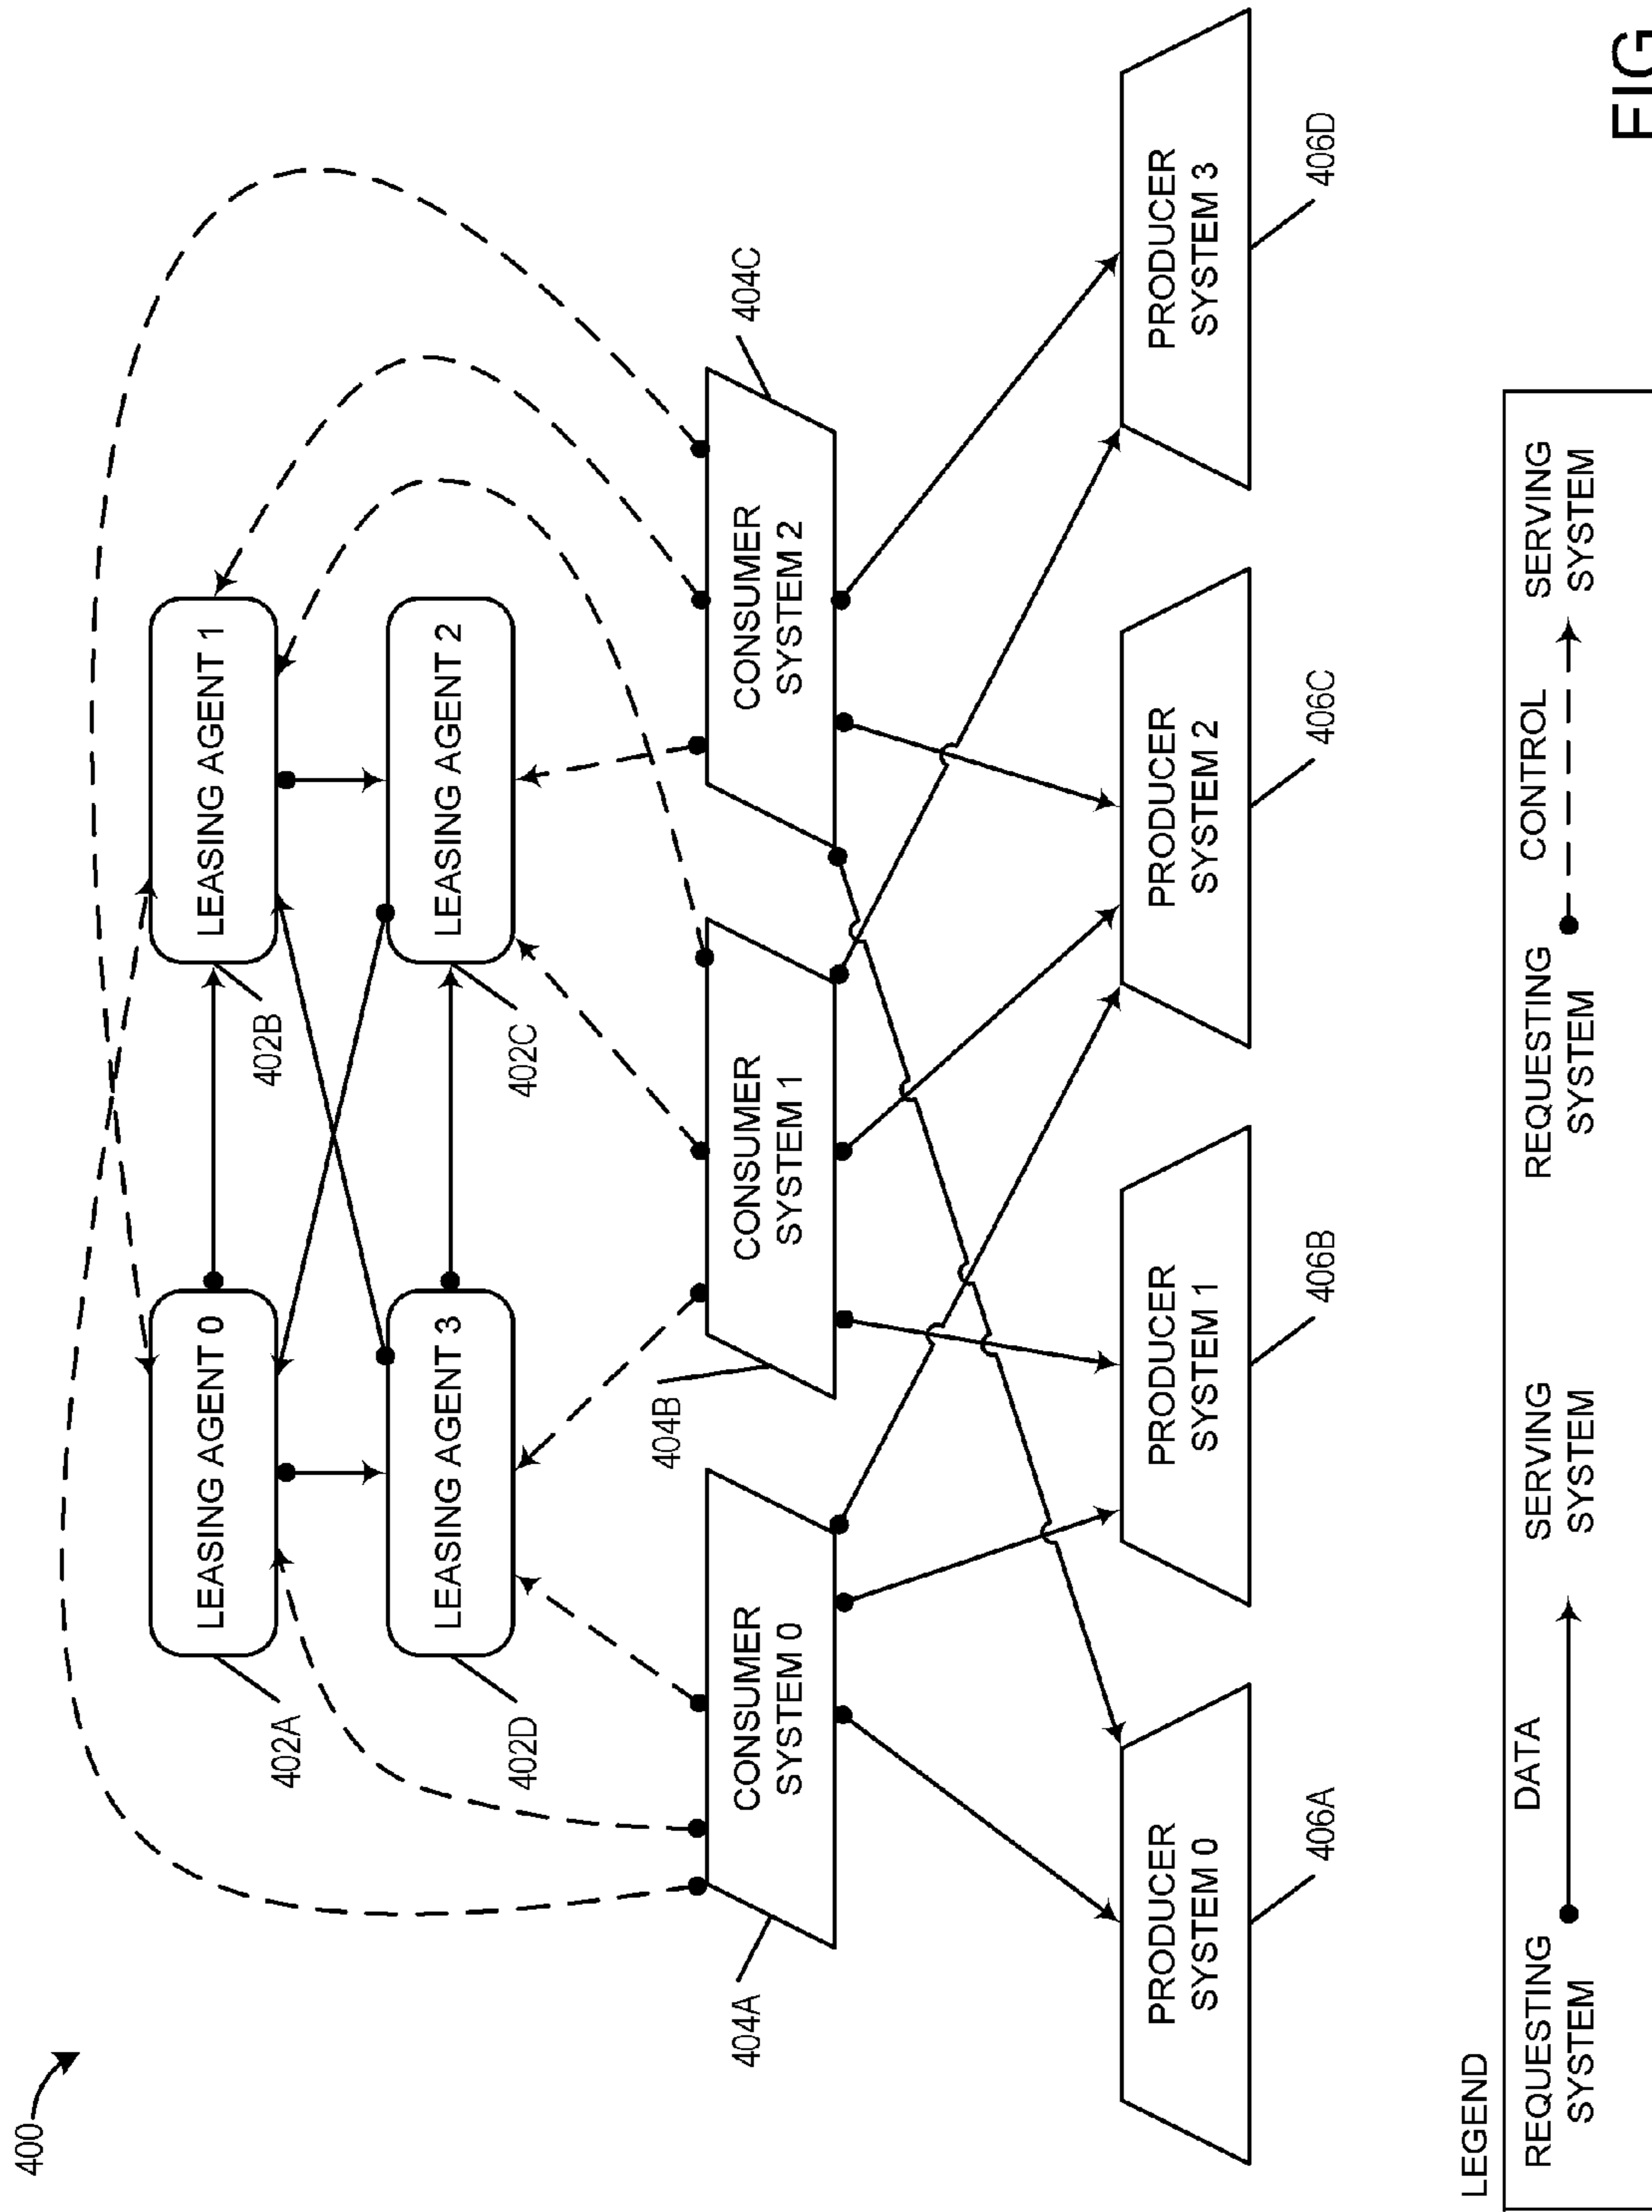 400
LEASING AGENT 0
LEASING AGENT 1
402A
402B
LEASING AGENT 3
LEASING AGENT 2
402D
402C
404A
CONSUMER
SYSTEM 0
404B
CONSUMER
SYSTEM 1
CONSUMER
SYSTEM 2
404C
PRODUCER
SYSTEM 0
PRODUCER
SYSTEM 1
PRODUCER
SYSTEM 2
PRODUCER
SYSTEM 3
406A
406B
406C
406D
LEGEND
REQUESTING
SYSTEM
DATA
SERVING
SYSTEM
REQUESTING
SYSTEM
CONTROL
SERVING
SYSTEM
FIG